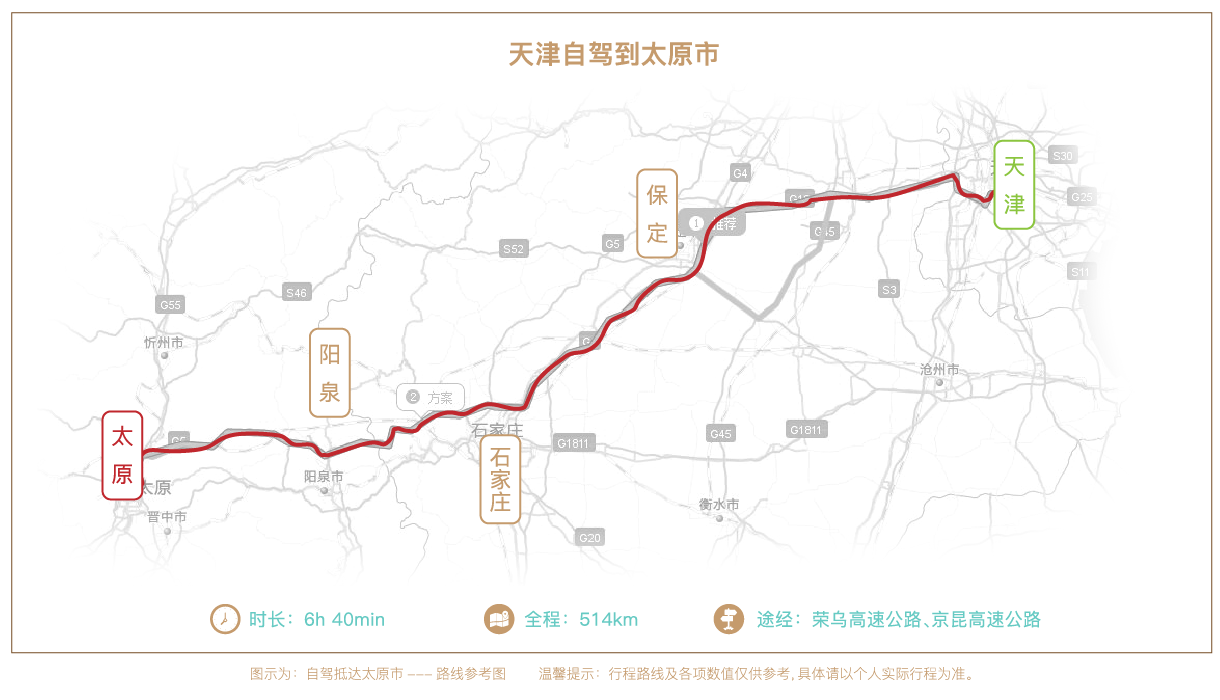 天津自驾到太原市
S30
天津
G4
G25
保定
推荐
1
G45
S52
G5
S11
S46
S3
G55
忻州市
阳泉
沧州市
2 方案
太原
石家庄
G1811
G45
G1811
石家庄
阳泉市
太原
晋中市
衡水市
G20
时长：6h 40min
全程：514km
途经：荣乌高速公路、京昆高速公路
图示为：自驾抵达太原市 --- 路线参考图
温馨提示：行程路线及各项数值仅供参考，具体请以个人实际行程为准。